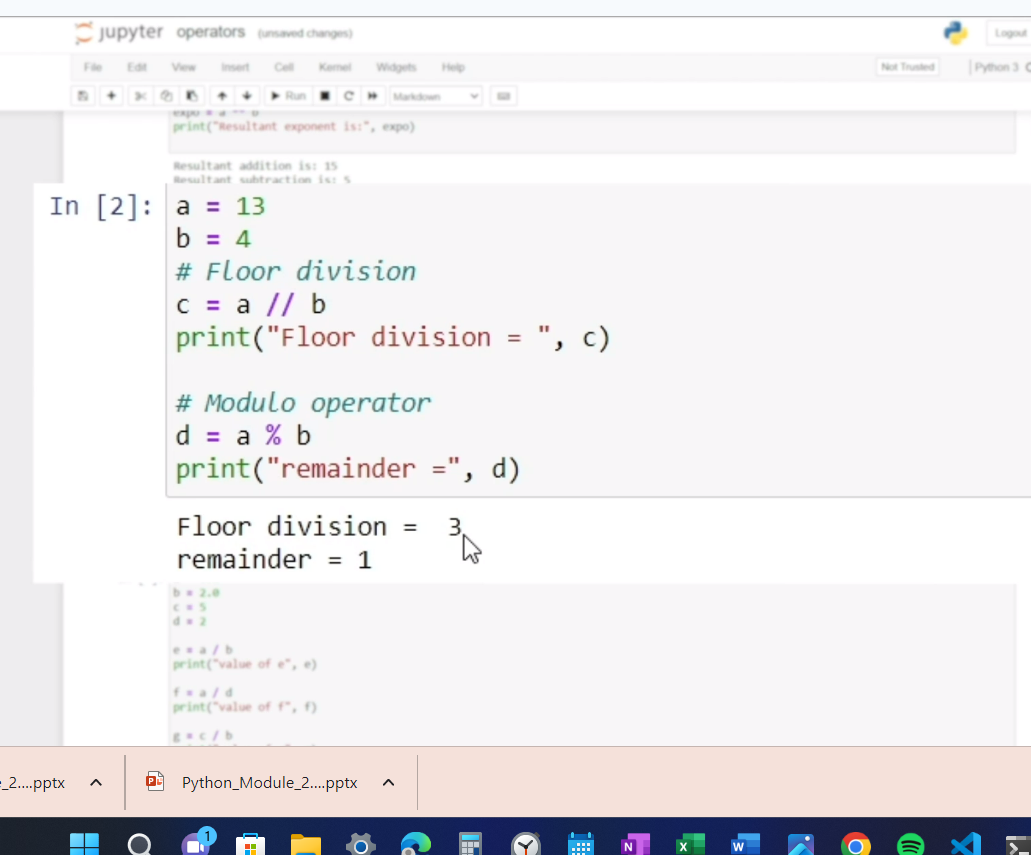 jupyter operators (unsaved changes)
Logout
File Edit View Insert Cell Kernel Widgets Help
Not Trusted
Python 3
Run
Markdown
expo = a ** b
print("Resultant exponent is:", expo)
Resultant addition is: 15
Resultant subtraction is: 5
In [2]:
a = 13
b = 4
# Floor division
c = a // b
print("Floor division = ", c)
# Modulo operator
d = a % b
print("remainder =", d)
Floor division =  3
remainder = 1
b = 2.0
c = 5
d = 2
e = a / b
print("value of e", e)
f = a / d
print("value of f", f)
g = c / b
_2....pptx
Python_Module_2....pptx
1